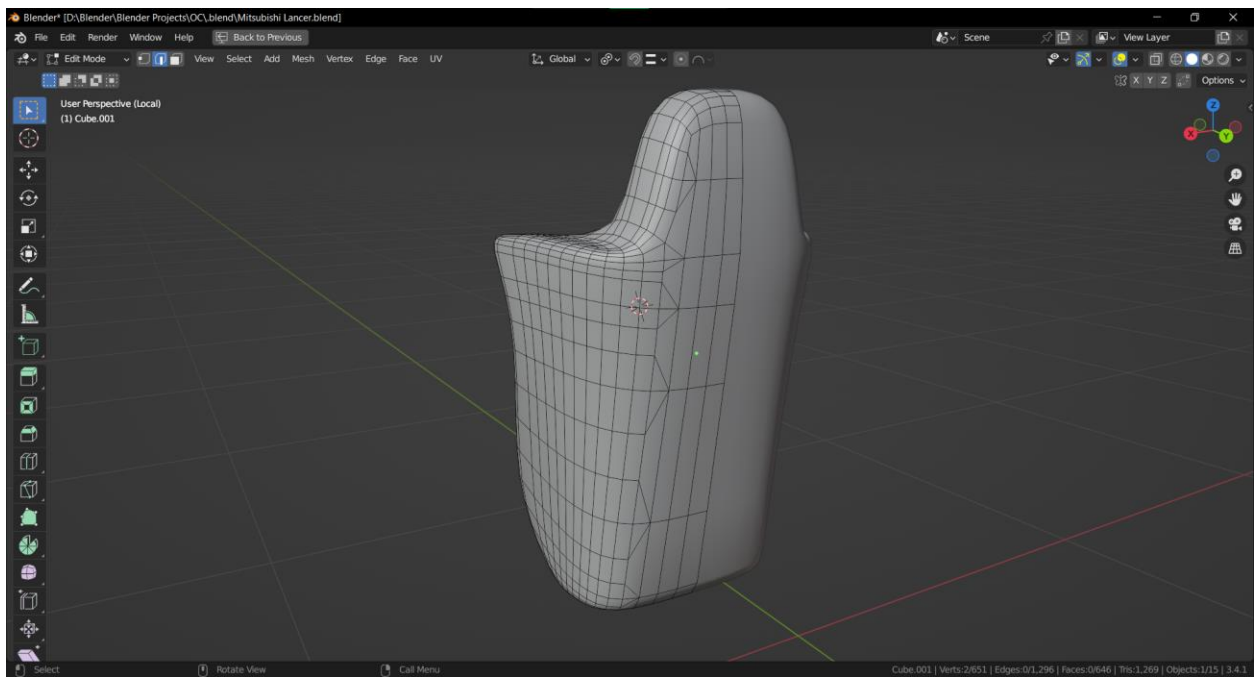 Blender* [D:\Blender\Blender Projects\OC\.blend\Mitsubishi Lancer.blend]
File Edit Render Window Help Back to Previous Scene View Layer
Edit Mode View Select Add Mesh Vertex Edge Face UV Global
X Y Z Options
User Perspective (Local)
(1) Cube.001
Z
X
Y
Select Rotate View Call Menu Cube.001 | Verts:2/651 | Edges:0/1,296 | Faces:0/646 | Tris:1,269 | Objects:1/15 | 3.4.1